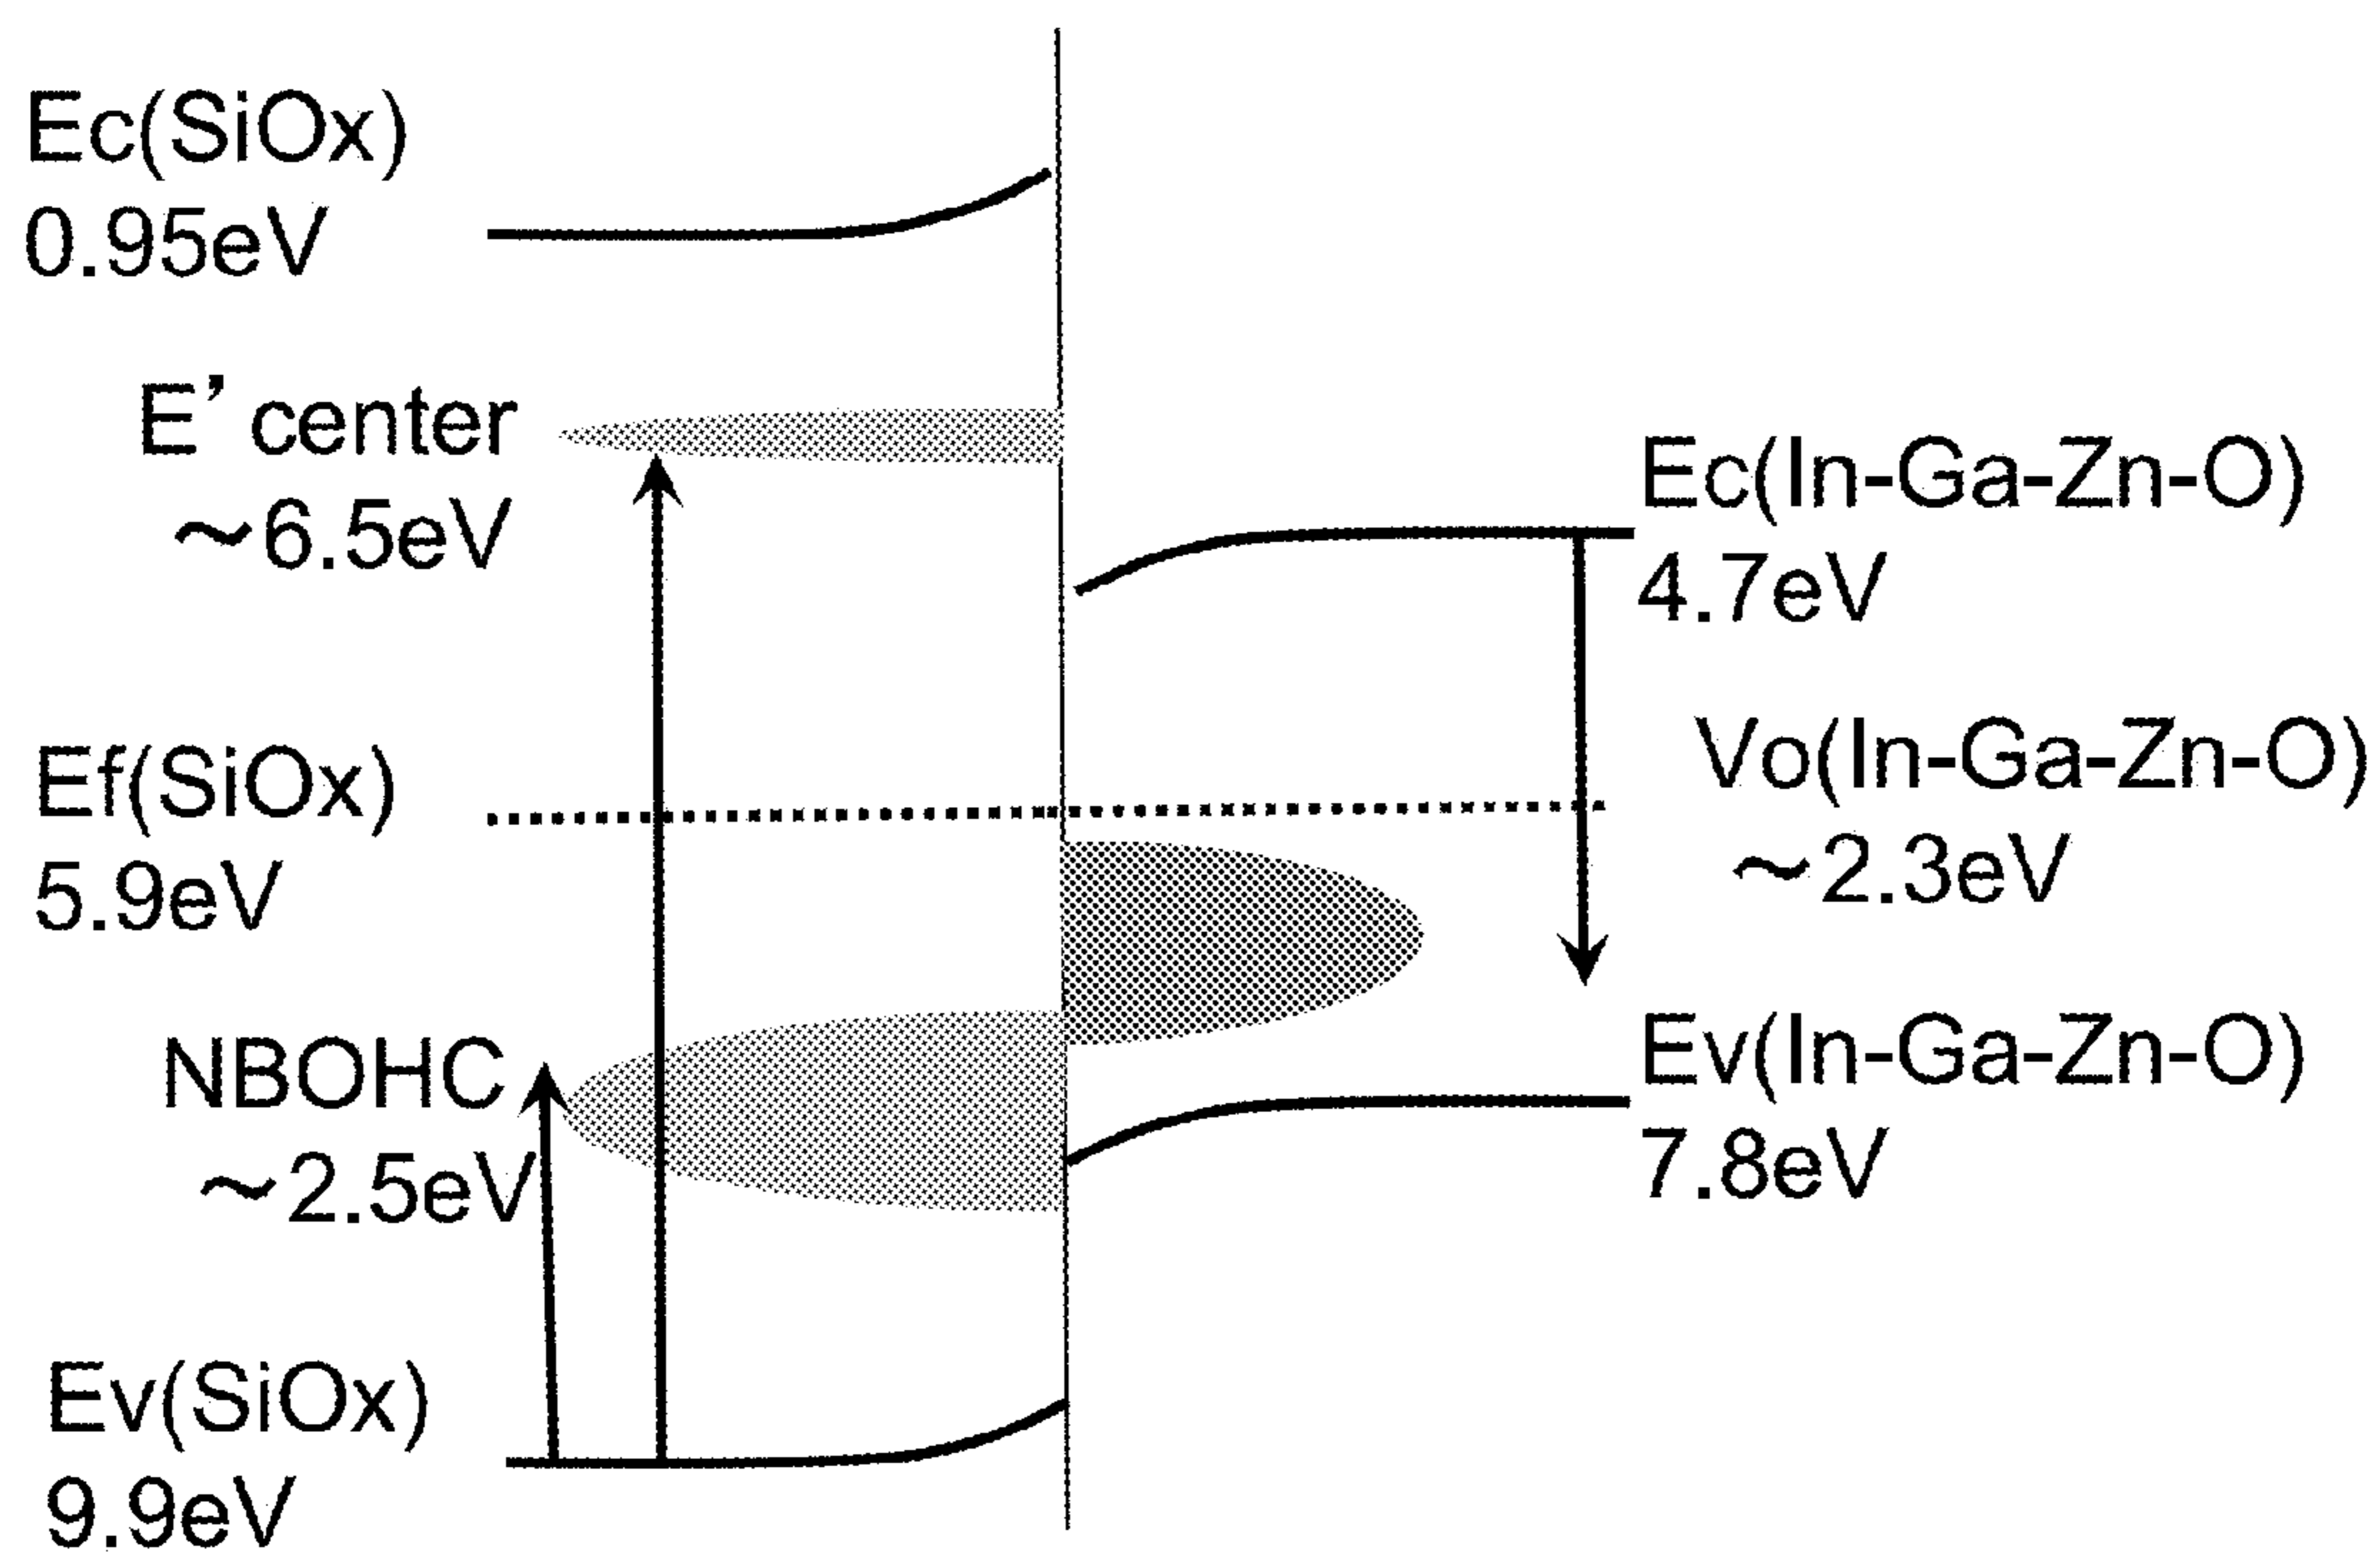 Ec(SiOx)
0.95eV
E’ center
～6.5eV
Ef(SiOx)
5.9eV
NBOHC
～2.5eV
Ev(SiOx)
9.9eV
Ec(In-Ga-Zn-O)
4.7eV
Vo(In-Ga-Zn-O)
～2.3eV
Ev(In-Ga-Zn-O)
7.8eV